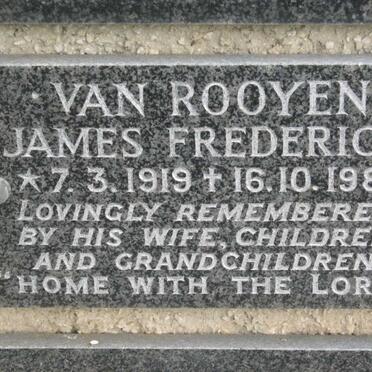 VAN ROOYEN
JAMES FREDERIC
* 7.3.1919 † 16.10.198
LOVINGLY REMEMBERE
BY HIS WIFE, CHILDRE
AND GRANDCHILDREN
"HOME WITH THE LOR